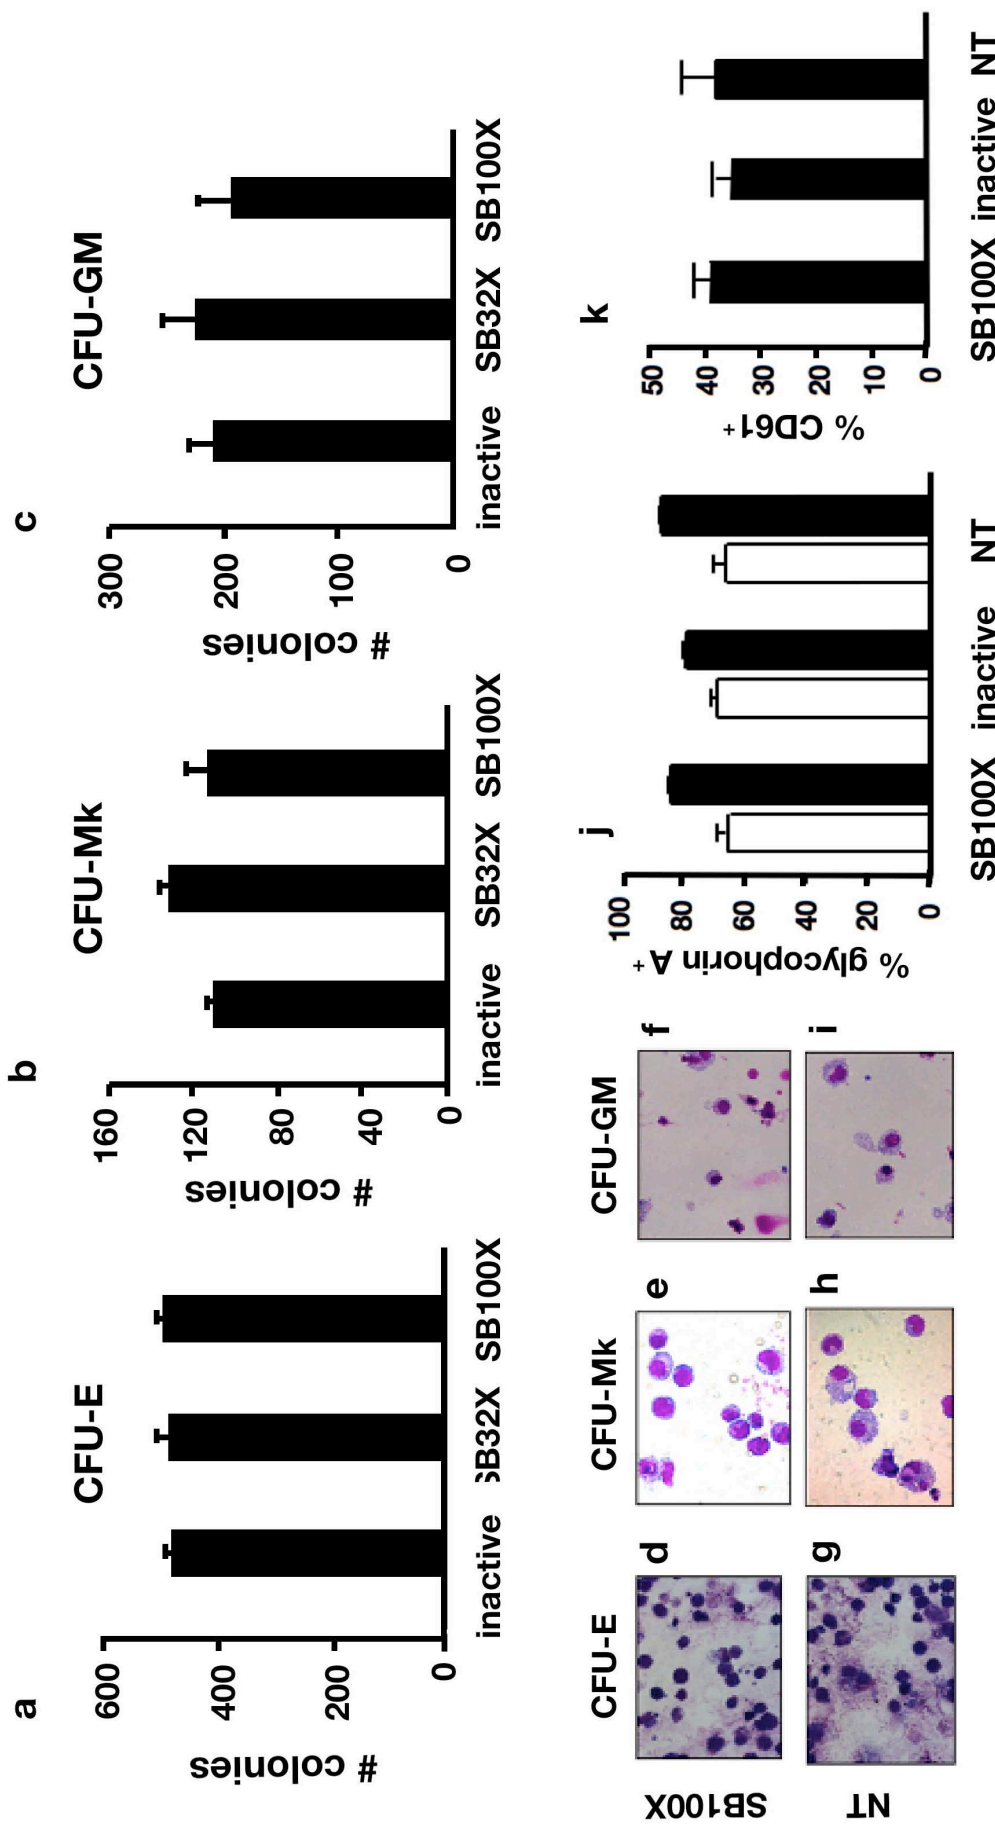 a
CFU-E
# colonies
600
400
200
0
inactive SB32X SB100X
b
CFU-Mk
# colonies
160
120
80
40
0
inactive SB32X SB100X
c
CFU-GM
# colonies
300
200
100
0
inactive SB32X SB100X
CFU-E CFU-Mk CFU-GM
SB100X
d
e
f
NT
g
h
i
j
% glycophorin A+
100
80
60
40
20
0
SB100X inactive NT
k
% CD61+
50
40
30
20
10
0
SB100X inactive NT